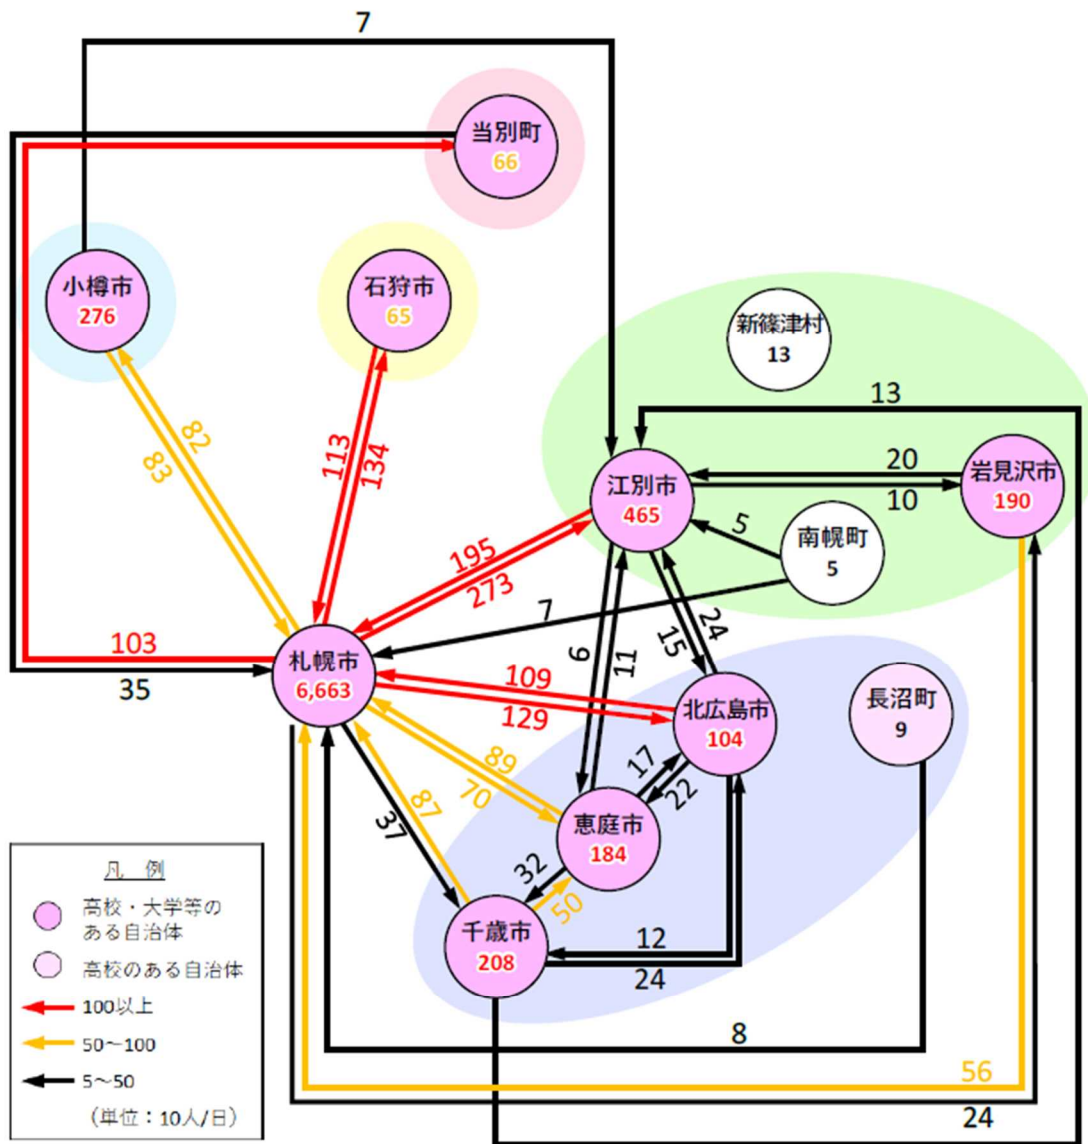 7
当別町
66
小樽市
276
石狩市
65
新篠津村
13
13
江別市
465
20
10
岩見沢市
190
5
南幌町
5
82
83
113
134
195
273
7
6
11
15
24
103
35
札幌市
6,663
109
129
北広島市
104
長沼町
9
89
70
87
37
17
22
恵庭市
184
32
50
千歳市
208
12
24
8
56
24
凡 例
高校・大学等の
ある自治体
高校のある自治体
100以上
50～100
5～50
（単位：10人/日）